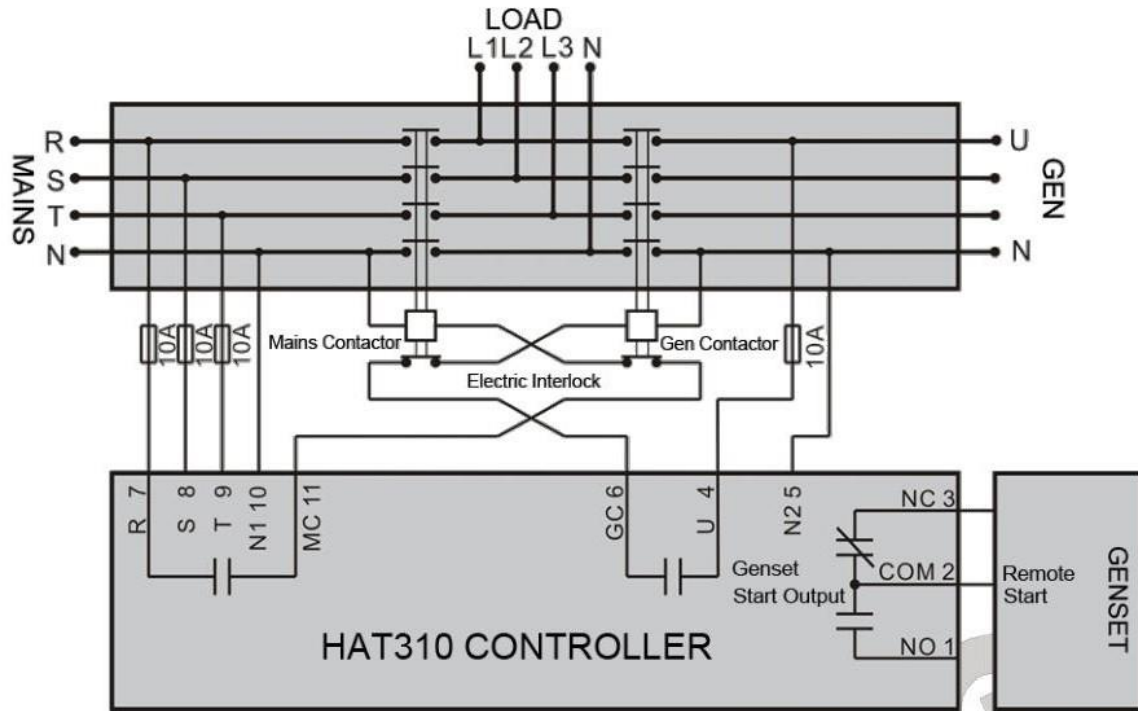 LOAD
L1 L2 L3 N
MAINS
R
S
T
N
U
N
GEN
10A
10A
10A
Mains Contactor
Gen Contactor
10A
Electric Interlock
R 7
S 8
T 9
N1 10
MC 11
GC 6
U 4
N2 5
NC 3
COM 2
NO 1
Genset
Start Output
Remote
Start
GENSET
HAT310 CONTROLLER